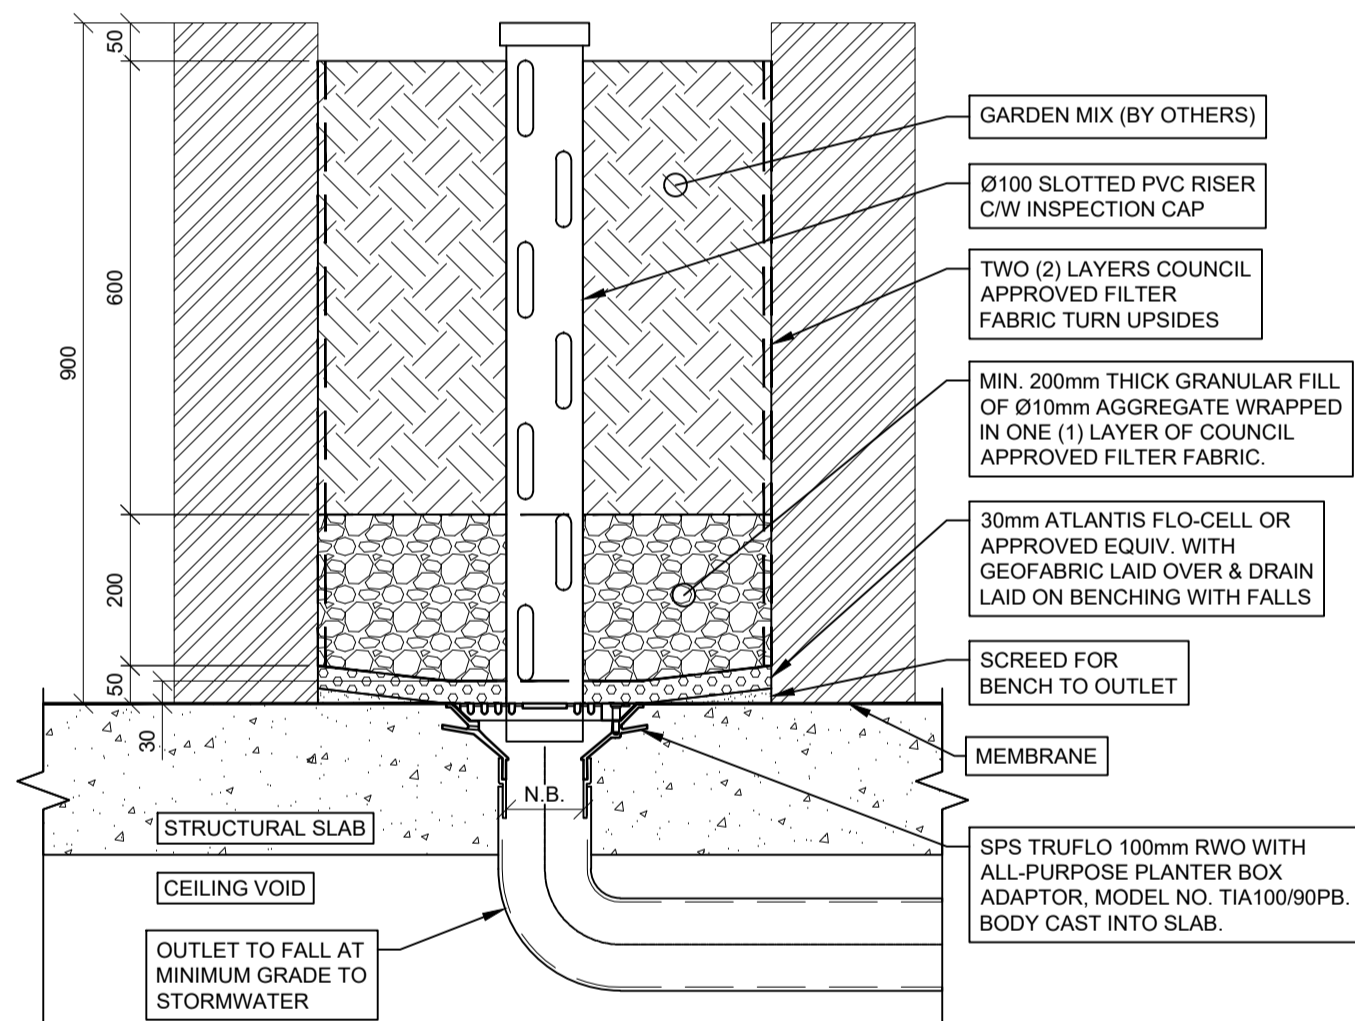 50
600
900
200
50
30
GARDEN MIX (BY OTHERS)
Ø100 SLOTTED PVC RISER
C/W INSPECTION CAP
TWO (2) LAYERS COUNCIL
APPROVED FILTER
FABRIC TURN UPSIDES
MIN. 200mm THICK GRANULAR FILL
OF Ø10mm AGGREGATE WRAPPED
IN ONE (1) LAYER OF COUNCIL
APPROVED FILTER FABRIC.
30mm ATLANTIS FLO-CELL OR
APPROVED EQUIV. WITH
GEOFABRIC LAID OVER & DRAIN
LAID ON BENCHING WITH FALLS
SCREED FOR
BENCH TO OUTLET
MEMBRANE
SPS TRUFLO 100mm RWO WITH
ALL-PURPOSE PLANTER BOX
ADAPTOR, MODEL NO. TIA100/90PB.
BODY CAST INTO SLAB.
N.B.
STRUCTURAL SLAB
CEILING VOID
OUTLET TO FALL AT
MINIMUM GRADE TO
STORMWATER